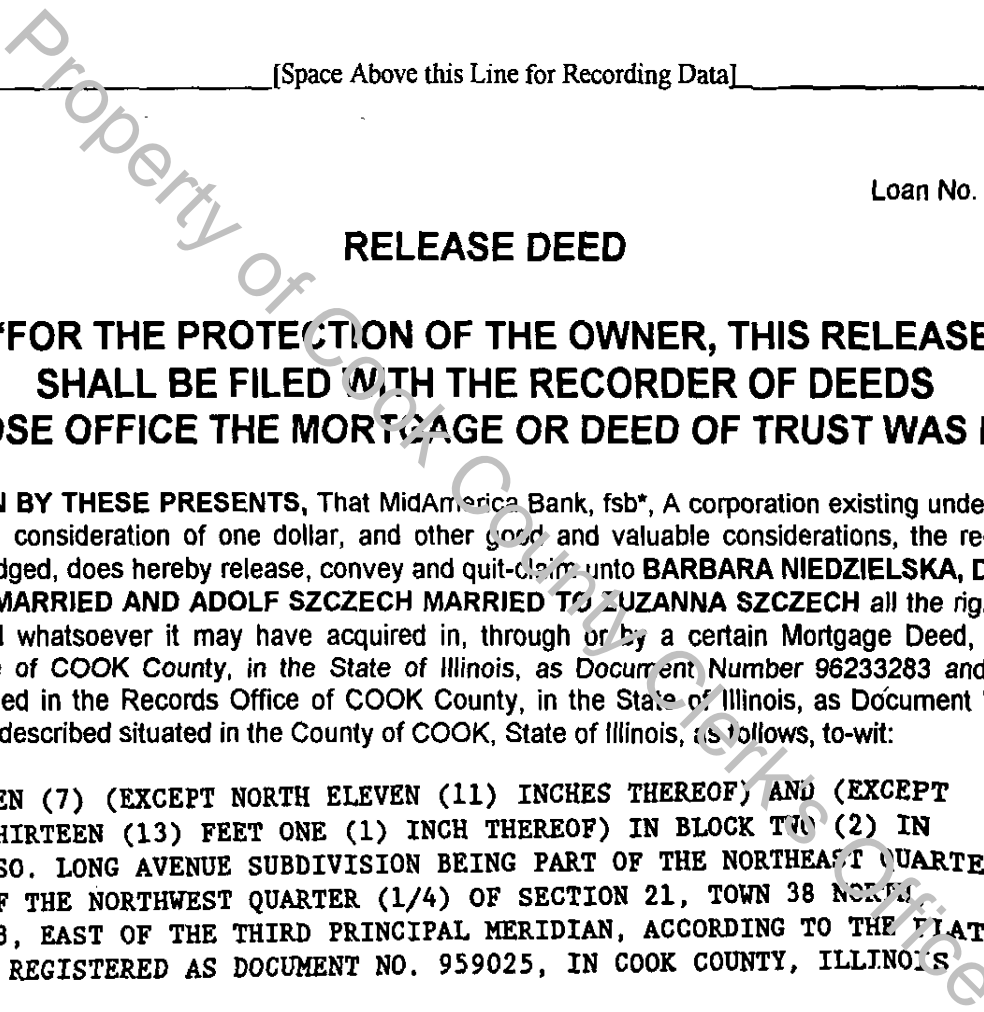 [Space Above this Line for Recording Data]
Loan No.
RELEASE DEED
"FOR THE PROTECTION OF THE OWNER, THIS RELEASE
SHALL BE FILED WITH THE RECORDER OF DEEDS
OSE OFFICE THE MORTGAGE OR DEED OF TRUST WAS
N BY THESE PRESENTS, That MidAmerica Bank, fsb*, A corporation existing unde
consideration of one dollar, and other good and valuable considerations, the re
dged, does hereby release, convey and quit-claim unto BARBARA NIEDZIELSKA, D
MARRIED AND ADOLF SZCZECH MARRIED TO ZUZANNA SZCZECH all the rig
whatsoever it may have acquired in, through or by a certain Mortgage Deed,
e of COOK County, in the State of Illinois, as Document Number 96233283 and
ed in the Records Office of COOK County, in the State of Illinois, as Document
described situated in the County of COOK, State of Illinois, as follows, to-wit:
EN (7) (EXCEPT NORTH ELEVEN (11) INCHES THEREOF) AND (EXCEPT
HIRTEEN (13) FEET ONE (1) INCH THEREOF) IN BLOCK TWO (2) IN
SO. LONG AVENUE SUBDIVISION BEING PART OF THE NORTHEAST QUARTE
F THE NORTHWEST QUARTER (1/4) OF SECTION 21, TOWN 38 NORTH,
3, EAST OF THE THIRD PRINCIPAL MERIDIAN, ACCORDING TO THE PLAT
REGISTERED AS DOCUMENT NO. 959025, IN COOK COUNTY, ILLINOIS
Property of Cook County Clerk's Office